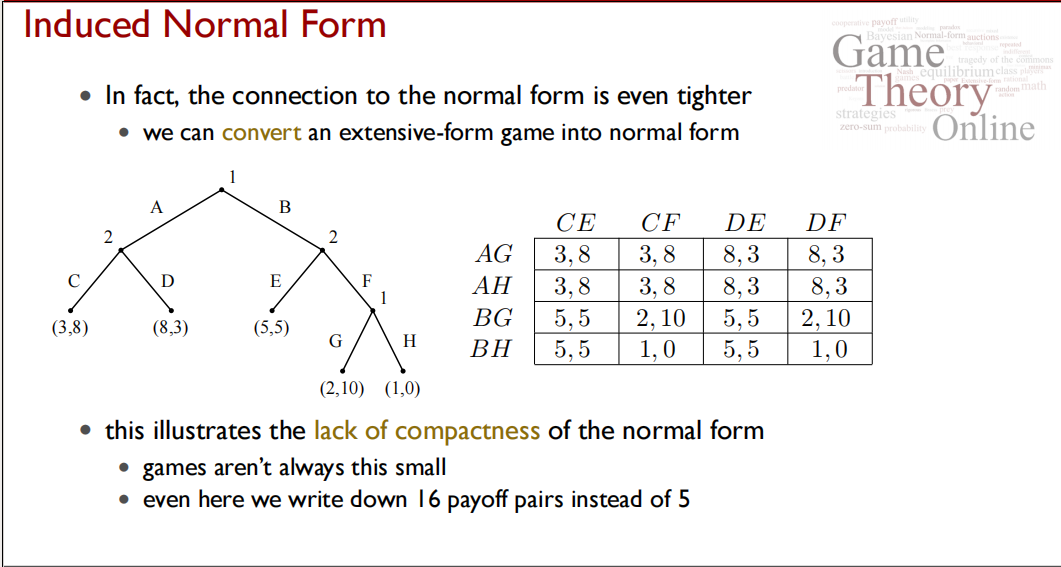 Induced Normal Form
cooperative payoff utility
Bayesian Normal-form auctions
Game
tragedy of the commons
Nash equilibrium class players
games
predator
Theory
random math
strategies
zero-sum probability
Online
• In fact, the connection to the normal form is even tighter
• we can convert an extensive-form game into normal form
1
A B
2 2
C D E F
1
(3,8) (8,3) (5,5)
G H
(2,10) (1,0)
CE CF DE DF
AG 3, 8 3, 8 8, 3 8, 3
AH 3, 8 3, 8 8, 3 8, 3
BG 5, 5 2, 10 5, 5 2, 10
BH 5, 5 1, 0 5, 5 1, 0
• this illustrates the lack of compactness of the normal form
• games aren't always this small
• even here we write down 16 payoff pairs instead of 5